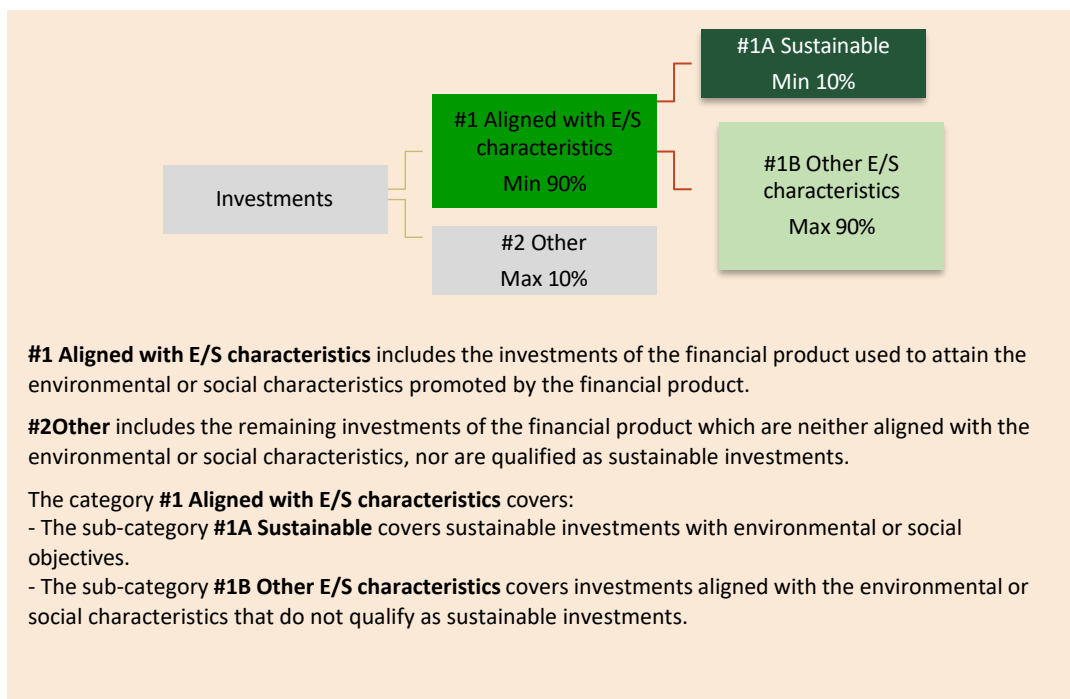 #1A Sustainable
Min 10%
#1 Aligned with E/S
characteristics
Min 90%
#1B Other E/S
characteristics
Max 90%
Investments
#2 Other
Max 10%
#1 Aligned with E/S characteristics includes the investments of the financial product used to attain the
environmental or social characteristics promoted by the financial product.
#2Other includes the remaining investments of the financial product which are neither aligned with the
environmental or social characteristics, nor are qualified as sustainable investments.
The category #1 Aligned with E/S characteristics covers:
- The sub-category #1A Sustainable covers sustainable investments with environmental or social
objectives.
- The sub-category #1B Other E/S characteristics covers investments aligned with the environmental or
social characteristics that do not qualify as sustainable investments.